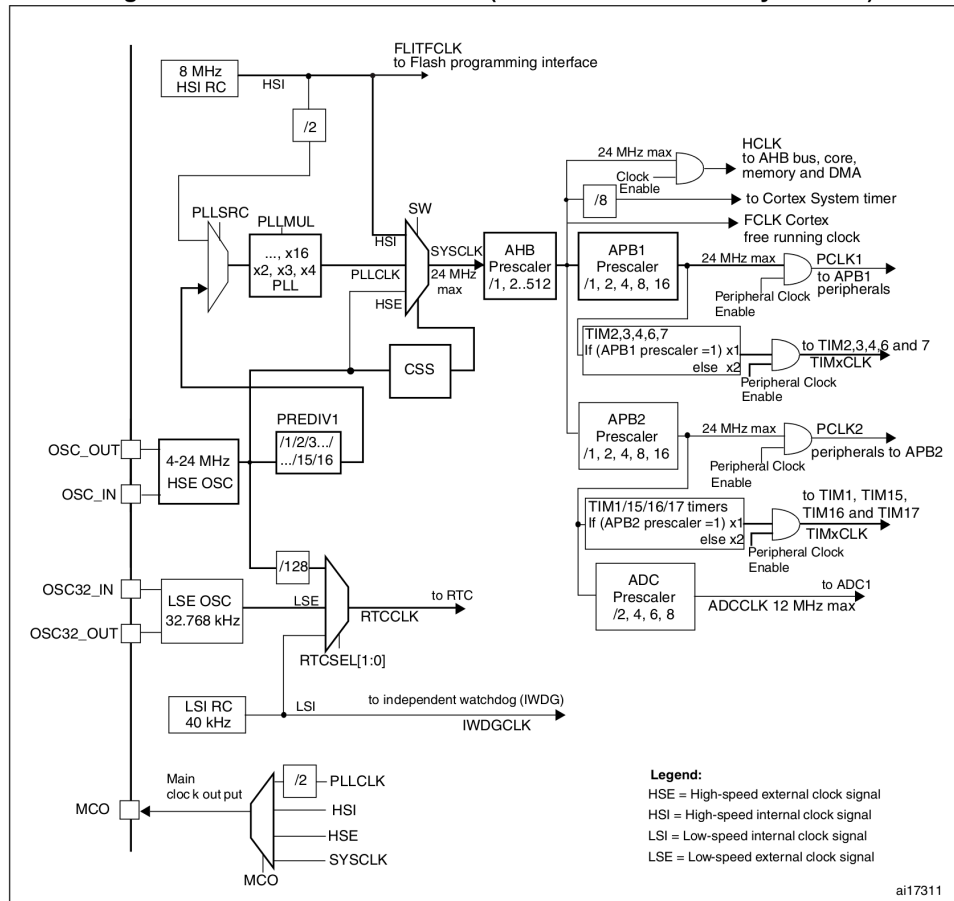 FLITFCLK
to Flash programming interface
8 MHz
HSI RC
HSI
/2
HCLK
to AHB bus, core,
memory and DMA
24 MHz max
Clock
Enable
/8
to Cortex System timer
FCLK Cortex
free running clock
PLLSRC
PLLMUL
..., x16
x2, x3, x4
PLL
SW
HSI
PLLCLK
HSE
SYSCLK
24 MHz
max
AHB
Prescaler
/1, 2..512
APB1
Prescaler
/1, 2, 4, 8, 16
24 MHz max
PCLK1
to APB1
peripherals
Peripheral Clock
Enable
TIM2,3,4,6,7
If (APB1 prescaler =1) x1
else x2
to TIM2,3,4,6 and 7
TIMxCLK
Peripheral Clock
Enable
CSS
PREDIV1
/1/2/3.../
.../15/16
OSC_OUT
OSC_IN
4-24 MHz
HSE OSC
APB2
Prescaler
/1, 2, 4, 8, 16
24 MHz max
PCLK2
peripherals to APB2
Peripheral Clock
Enable
TIM1/15/16/17 timers
If (APB2 prescaler =1) x1
else x2
to TIM1, TIM15,
TIM16 and TIM17
TIMxCLK
Peripheral Clock
Enable
/128
OSC32_IN
OSC32_OUT
LSE OSC
32.768 kHz
LSE
to RTC
RTCCLK
RTCSEL[1:0]
ADC
Prescaler
/2, 4, 6, 8
to ADC1
ADCCLK 12 MHz max
LSI RC
40 kHz
LSI
to independent watchdog (IWDG)
IWDGCLK
MCO
Main
clock output
/2
PLLCLK
HSI
HSE
SYSCLK
MCO
Legend:
HSE = High-speed external clock signal
HSI = High-speed internal clock signal
LSI = Low-speed internal clock signal
LSE = Low-speed external clock signal
ai17311